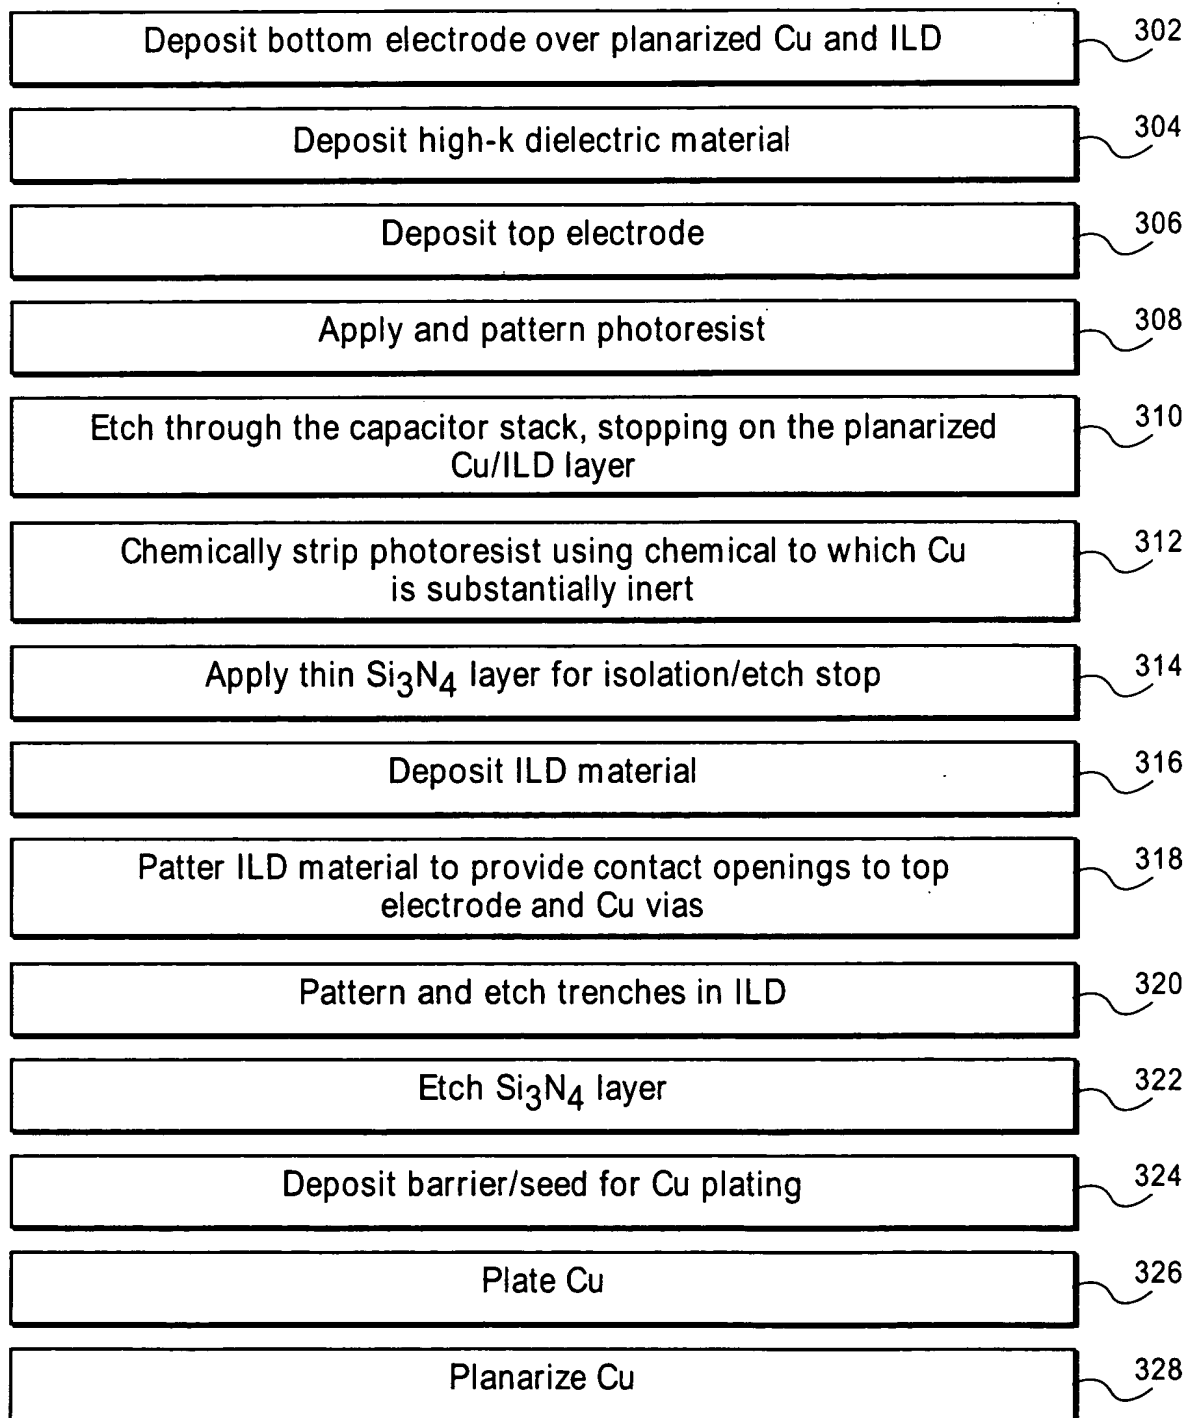 Deposit bottom electrode over planarized Cu and ILD
302
Deposit high-k dielectric material
304
Deposit top electrode
306
Apply and pattern photoresist
308
Etch through the capacitor stack, stopping on the planarized
Cu/ILD layer
310
Chemically strip photoresist using chemical to which Cu
is substantially inert
312
Apply thin Si₃N₄ layer for isolation/etch stop
314
Deposit ILD material
316
Patter ILD material to provide contact openings to top
electrode and Cu vias
318
Pattern and etch trenches in ILD
320
Etch Si₃N₄ layer
322
Deposit barrier/seed for Cu plating
324
Plate Cu
326
Planarize Cu
328